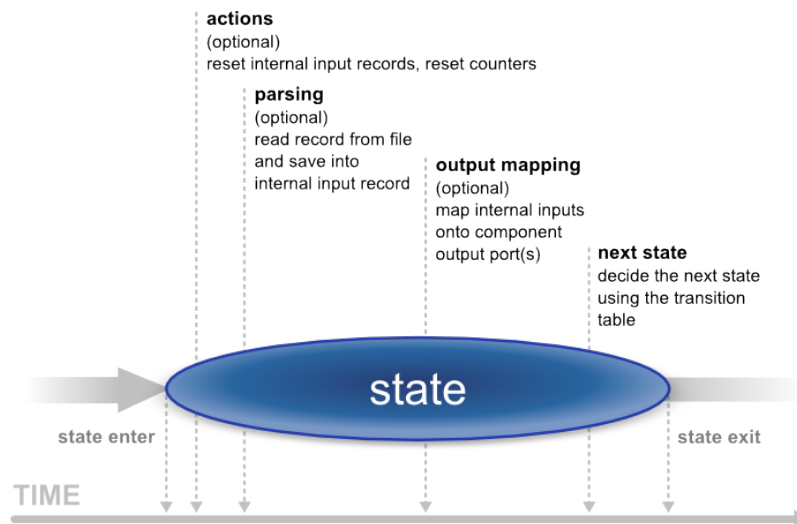 actions
(optional)
reset internal input records, reset counters
parsing
(optional)
read record from file
and save into
internal input record
output mapping
(optional)
map internal inputs
onto component
output port(s)
next state
decide the next state
using the transition
table
state
state enter
state exit
TIME